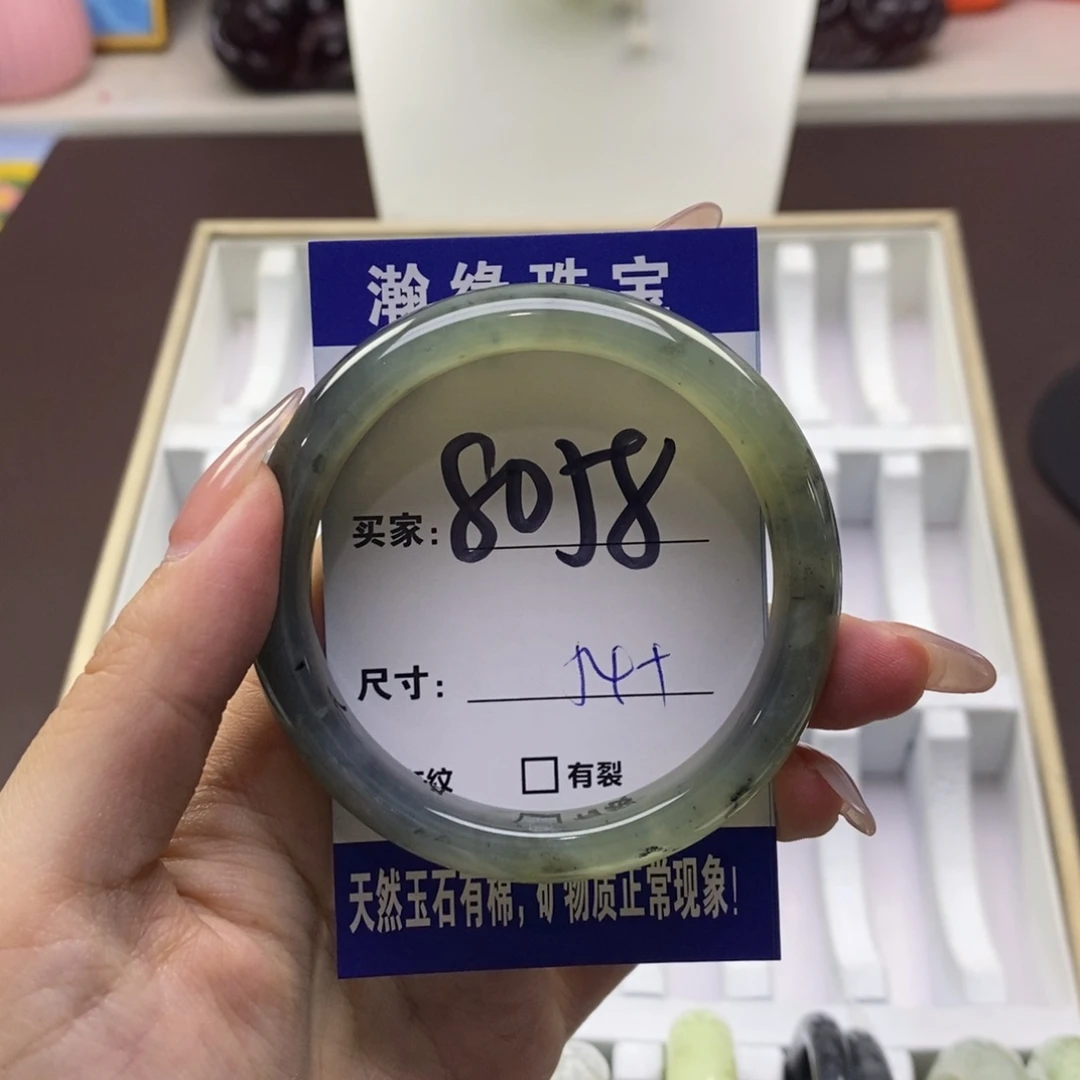 瀚缘珠宝
买家: 8058
尺寸: 54+
纹 □有裂
天然玉石有棉,矿物质正常现象!